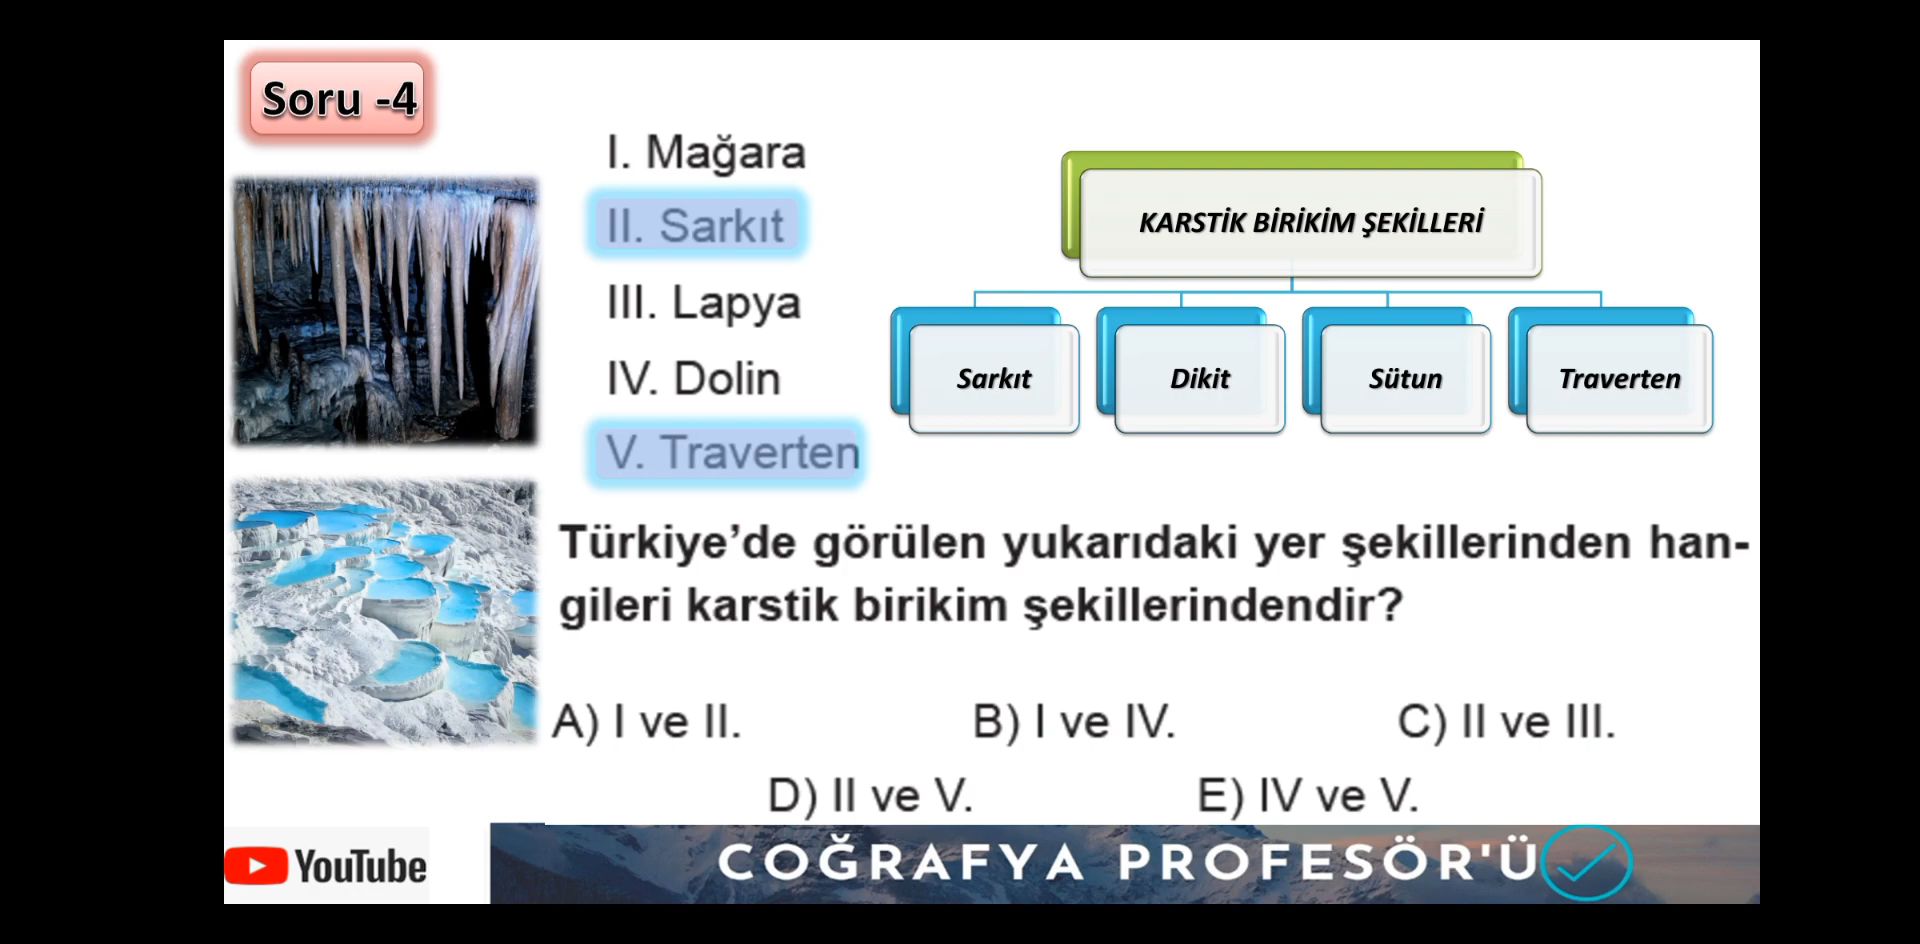 Soru -4
I. Mağara
II. Sarkıt
III. Lapya
IV. Dolin
V. Traverten
KARSTİK BİRİKİM ŞEKİLLERİ
Sarkıt
Dikit
Sütun
Traverten
Türkiye’de görülen yukarıdaki yer şekillerinden han-
gileri karstik birikim şekillerindendir?
A) I ve II.
B) I ve IV.
C) II ve III.
D) II ve V.
E) IV ve V.
YouTube
COĞRAFYA PROFESÖR'Ü